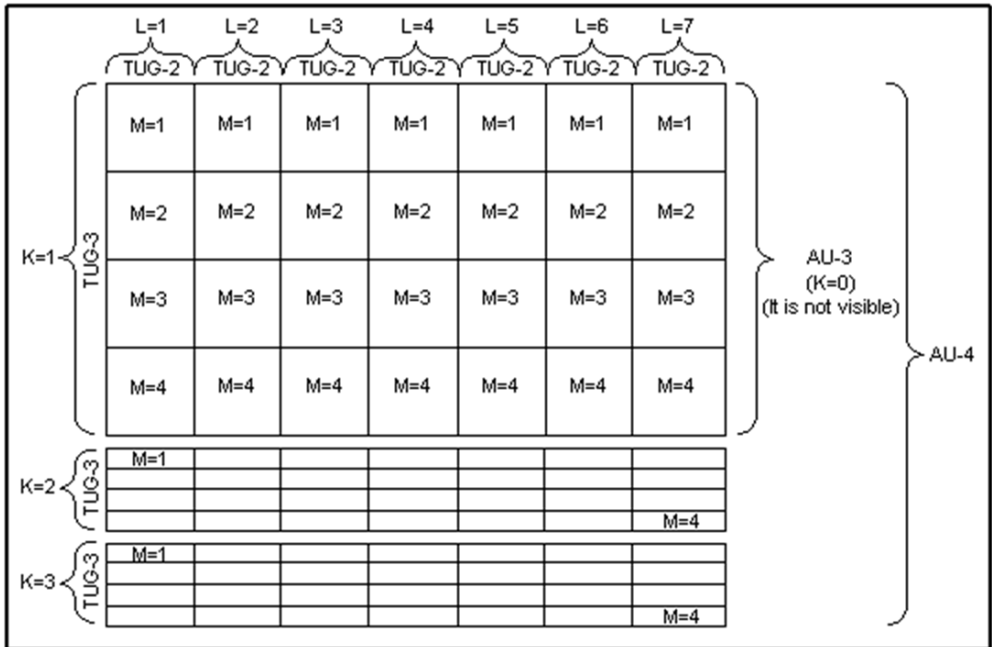 L=1 L=2 L=3 L=4 L=5 L=6 L=7
TUG-2 TUG-2 TUG-2 TUG-2 TUG-2 TUG-2 TUG-2
M=1 M=1 M=1 M=1 M=1 M=1 M=1
M=2 M=2 M=2 M=2 M=2 M=2 M=2
K=1 TUG-3
AU-3
(K=0)
(It is not visible)
M=3 M=3 M=3 M=3 M=3 M=3 M=3
AU-4
M=4 M=4 M=4 M=4 M=4 M=4 M=4
M=1
K=2 TUG-3
M=4
M=1
K=3 TUG-3
M=4